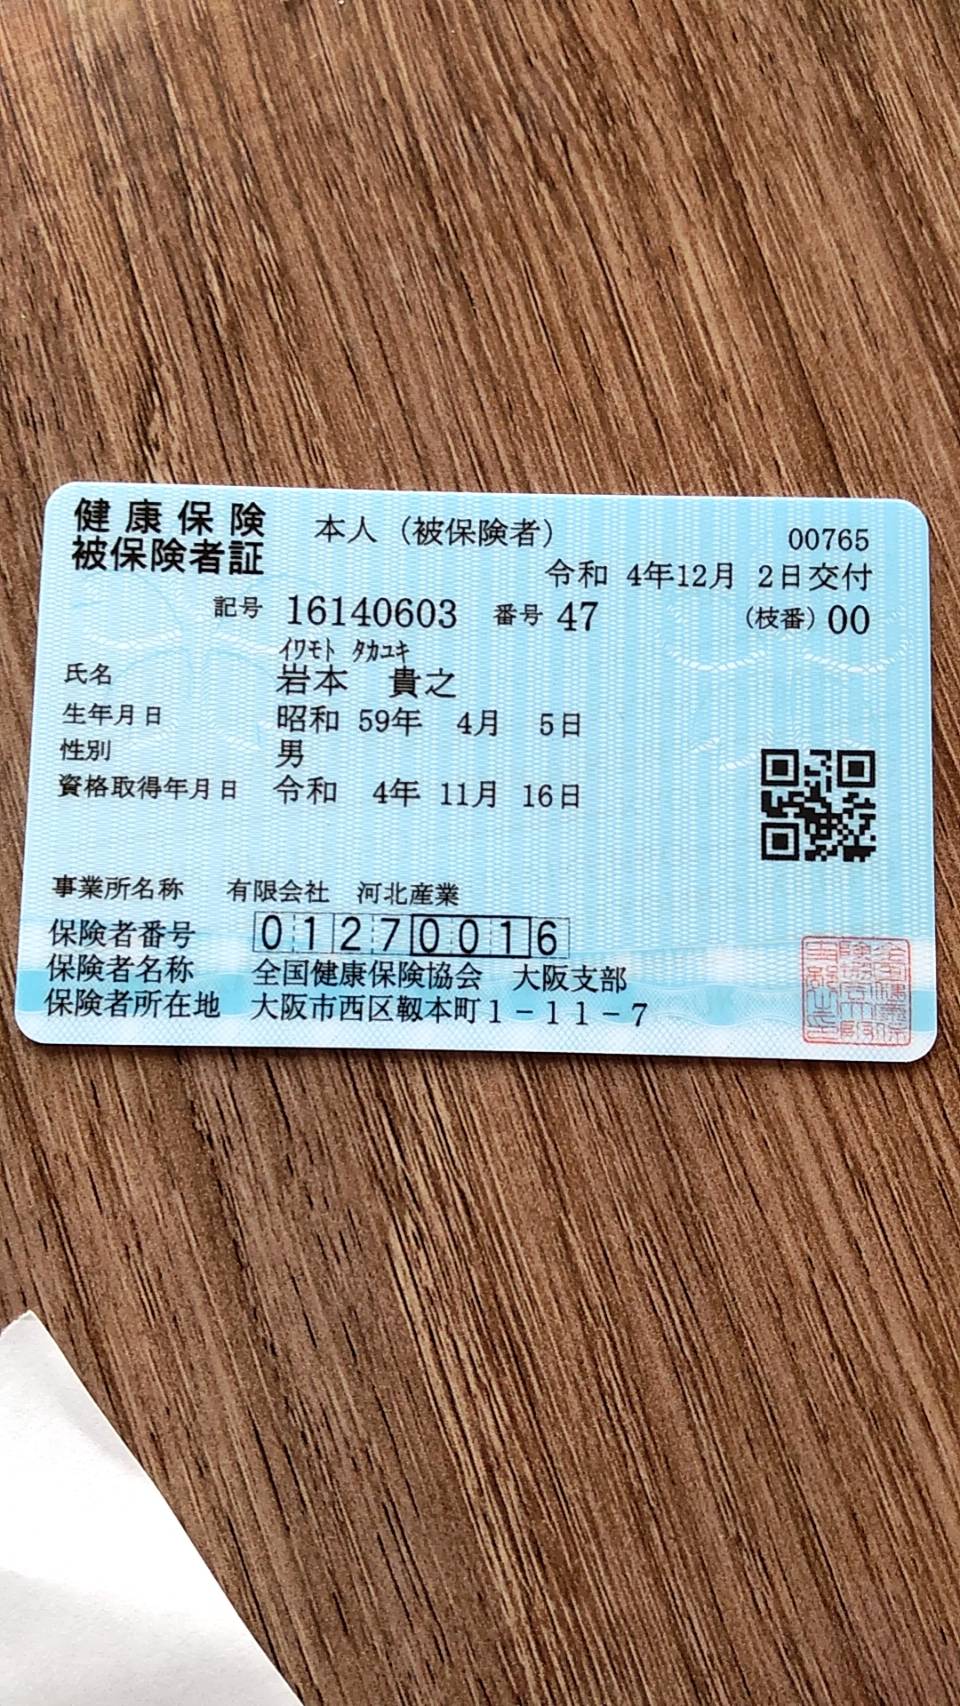 健康保険
被保険者証
本人（被保険者）
00765
令和 4年12月 2日交付
記号 16140603 番号 47 （枝番）00
ｲﾜﾓﾄ ﾀｶﾕｷ
氏名 岩本 貴之
生年月日 昭和 59年 4月 5日
性別 男
資格取得年月日 令和 4年 11月 16日
事業所名称 有限会社 河北産業
保険者番号 01270016
保険者名称 全国健康保険協会 大阪支部
保険者所在地 大阪市西区靱本町１－１１－７